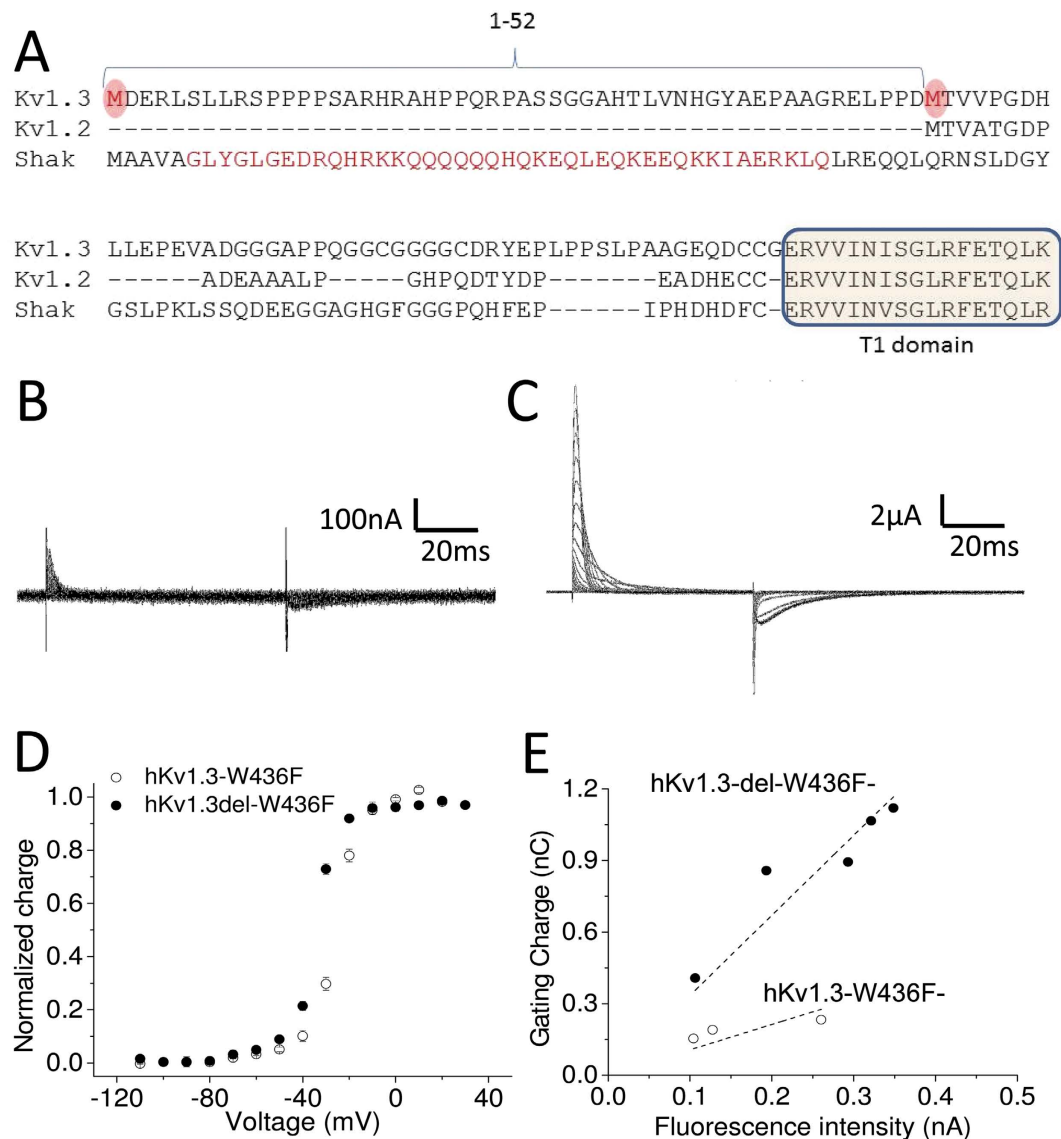 A
1-52
Kv1.3 MDERLSLLRSPPPPSARHRAHPPQRPASSGGAHTLVNHGYAEPAAGRELPPDMTVVPGDH
Kv1.2 ----------------------------------------------------MTVATGDP
Shak MAAVAGLYGLGEDRQHRKKQQQQQQHQKEQLEQKEEQKKIAERKLQLREQQLQRNSLDGY
Kv1.3 LLEPEVADGGGAPPQGGCGGGGCDRYEPLPPSLPAAGEQDCCGERVVINISGLRFETQLK
Kv1.2 ------ADEAAALP-----GHPQDTYDP-------EADHECC-ERVVINISGLRFETQLK
Shak GSLPKLSSQDEEGGAGHGFGGGPQHFEP------IPHDHDFC-ERVVINVSGLRFETQLR
T1 domain
B
100nA
20ms
C
2µA
20ms
D
hKv1.3-W436F
hKv1.3del-W436F
1.0
0.8
0.6
0.4
0.2
0.0
-120 -80 -40 0 40
Normalized charge
Voltage (mV)
E
hKv1.3-del-W436F-
hKv1.3-W436F-
1.2
0.9
0.6
0.3
0.0
0.0 0.1 0.2 0.3 0.4 0.5
Gating Charge (nC)
Fluorescence intensity (nA)